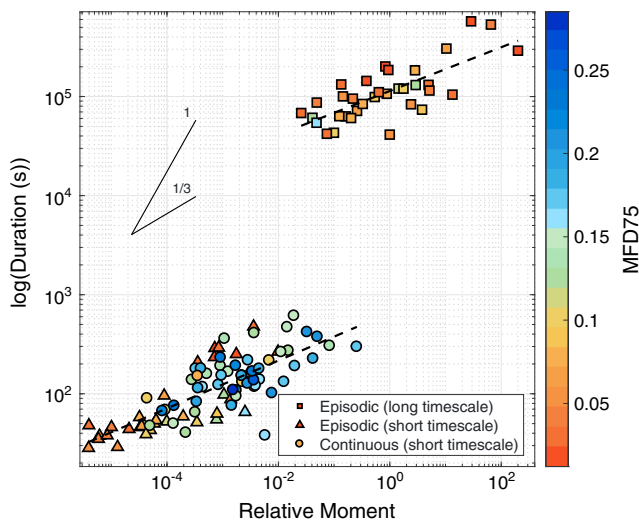 10^5
10^4
10^3
10^2
log(Duration (s))
1
1/3
Episodic (long timescale)
Episodic (short timescale)
Continuous (short timescale)
10^-4
10^-2
10^0
10^2
Relative Moment
0.25
0.2
0.15
0.1
0.05
MFD75